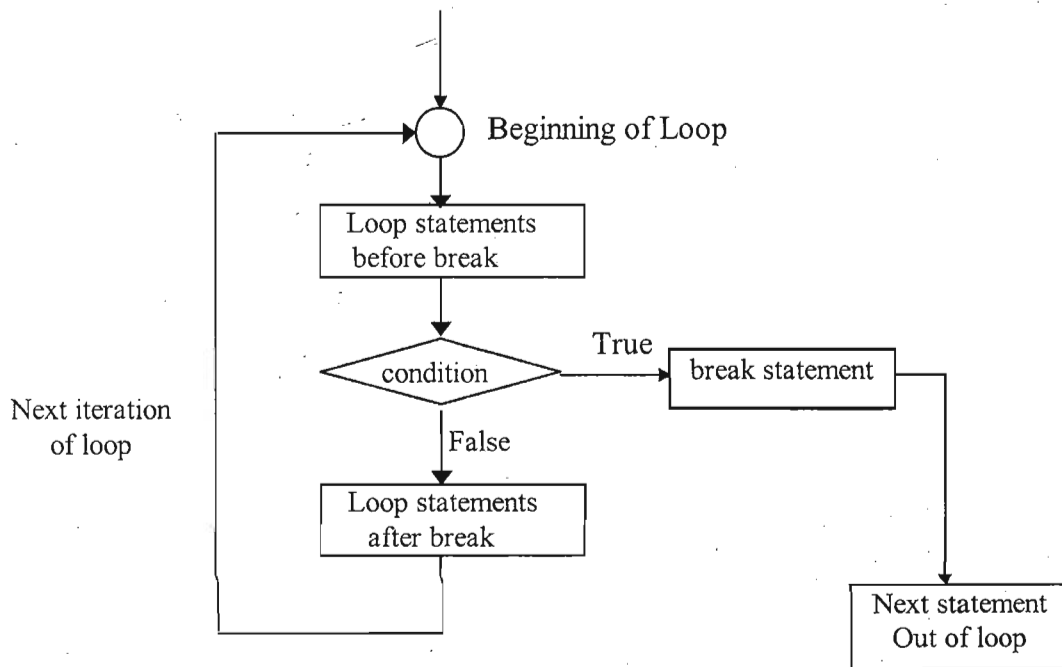 Beginning of Loop
Loop statements
before break
condition
True
break statement
Next iteration
of loop
False
Loop statements
after break
Next statement
Out of loop